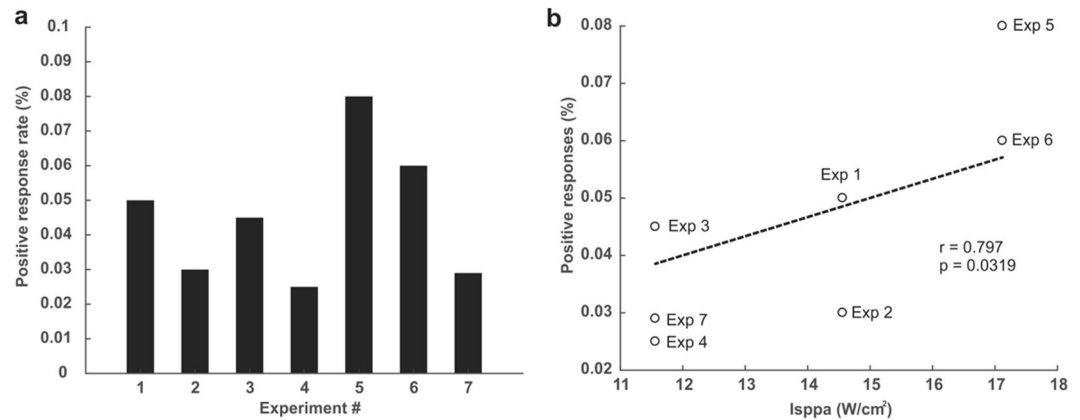 a
Positive response rate (%)
0.1
0.09
0.08
0.07
0.06
0.05
0.04
0.03
0.02
0.01
0
1 2 3 4 5 6 7
Experiment #
b
Positive responses (%)
0.08
0.07
0.06
0.05
0.04
0.03
0.02
Exp 5
Exp 6
Exp 1
Exp 3
r = 0.797
p = 0.0319
Exp 7
Exp 2
Exp 4
11 12 13 14 15 16 17 18
Isppa (W/cm²)